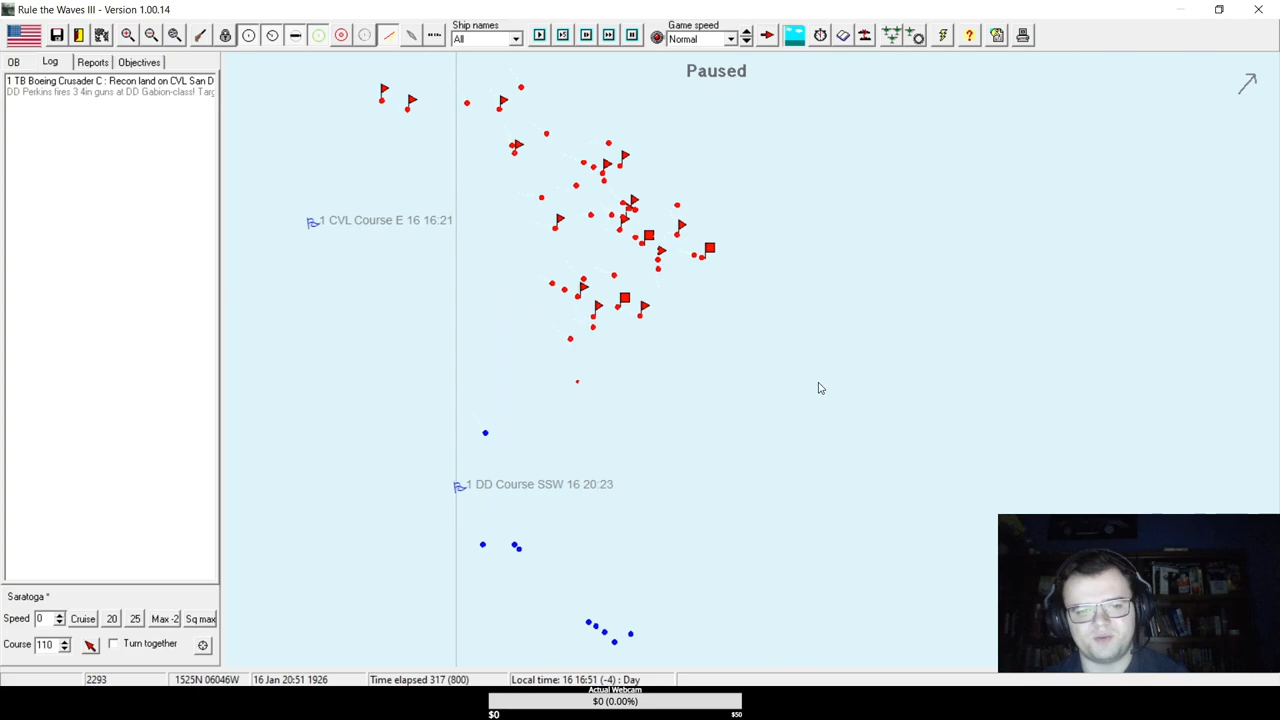 Rule the Waves III - Version 1.00.14
Ship names
All
Game speed
Normal
OB
Log
Reports
Objectives
1 TB Boeing Crusader C : Recon land on CVL San D
DD Perkins fires 3 4in guns at DD Gabion-class! Targ
Paused
1 CVL Course E 16 16:21
1 DD Course SSW 16 20:23
Saratoga *
Speed 0 Cruise 20 25 Max -2 Sq max
Course 110 Turn together
2293
1525N 06046W
16 Jan 20:51 1926
Time elapsed 317 (800)
Local time: 16 16:51 (-4) : Day
Actual Webcam
$0 (0.00%)
$0
$50